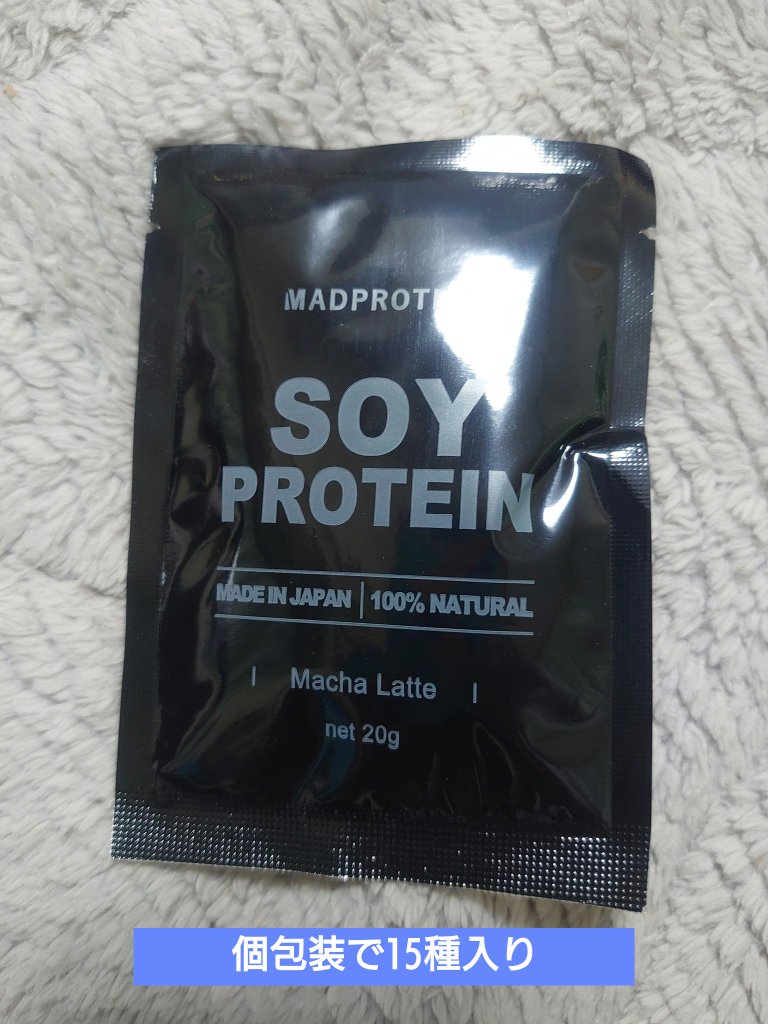 MADPROT
SOY
PROTEIN
MADE IN JAPAN | 100% NATURAL
Macha Latte
net 20g
個包装で15種入り